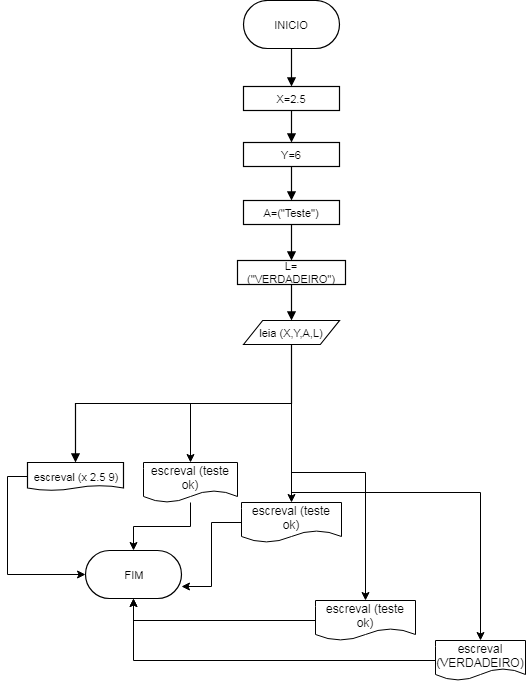 INICIO
X=2.5
Y=6
A=("Teste")
L=
("VERDADEIRO")
leia (X,Y,A,L)
escreval (x 2.5 9)
escreval (teste
ok)
escreval (teste
ok)
FIM
escreval (teste
ok)
escreval
(VERDADEIRO)